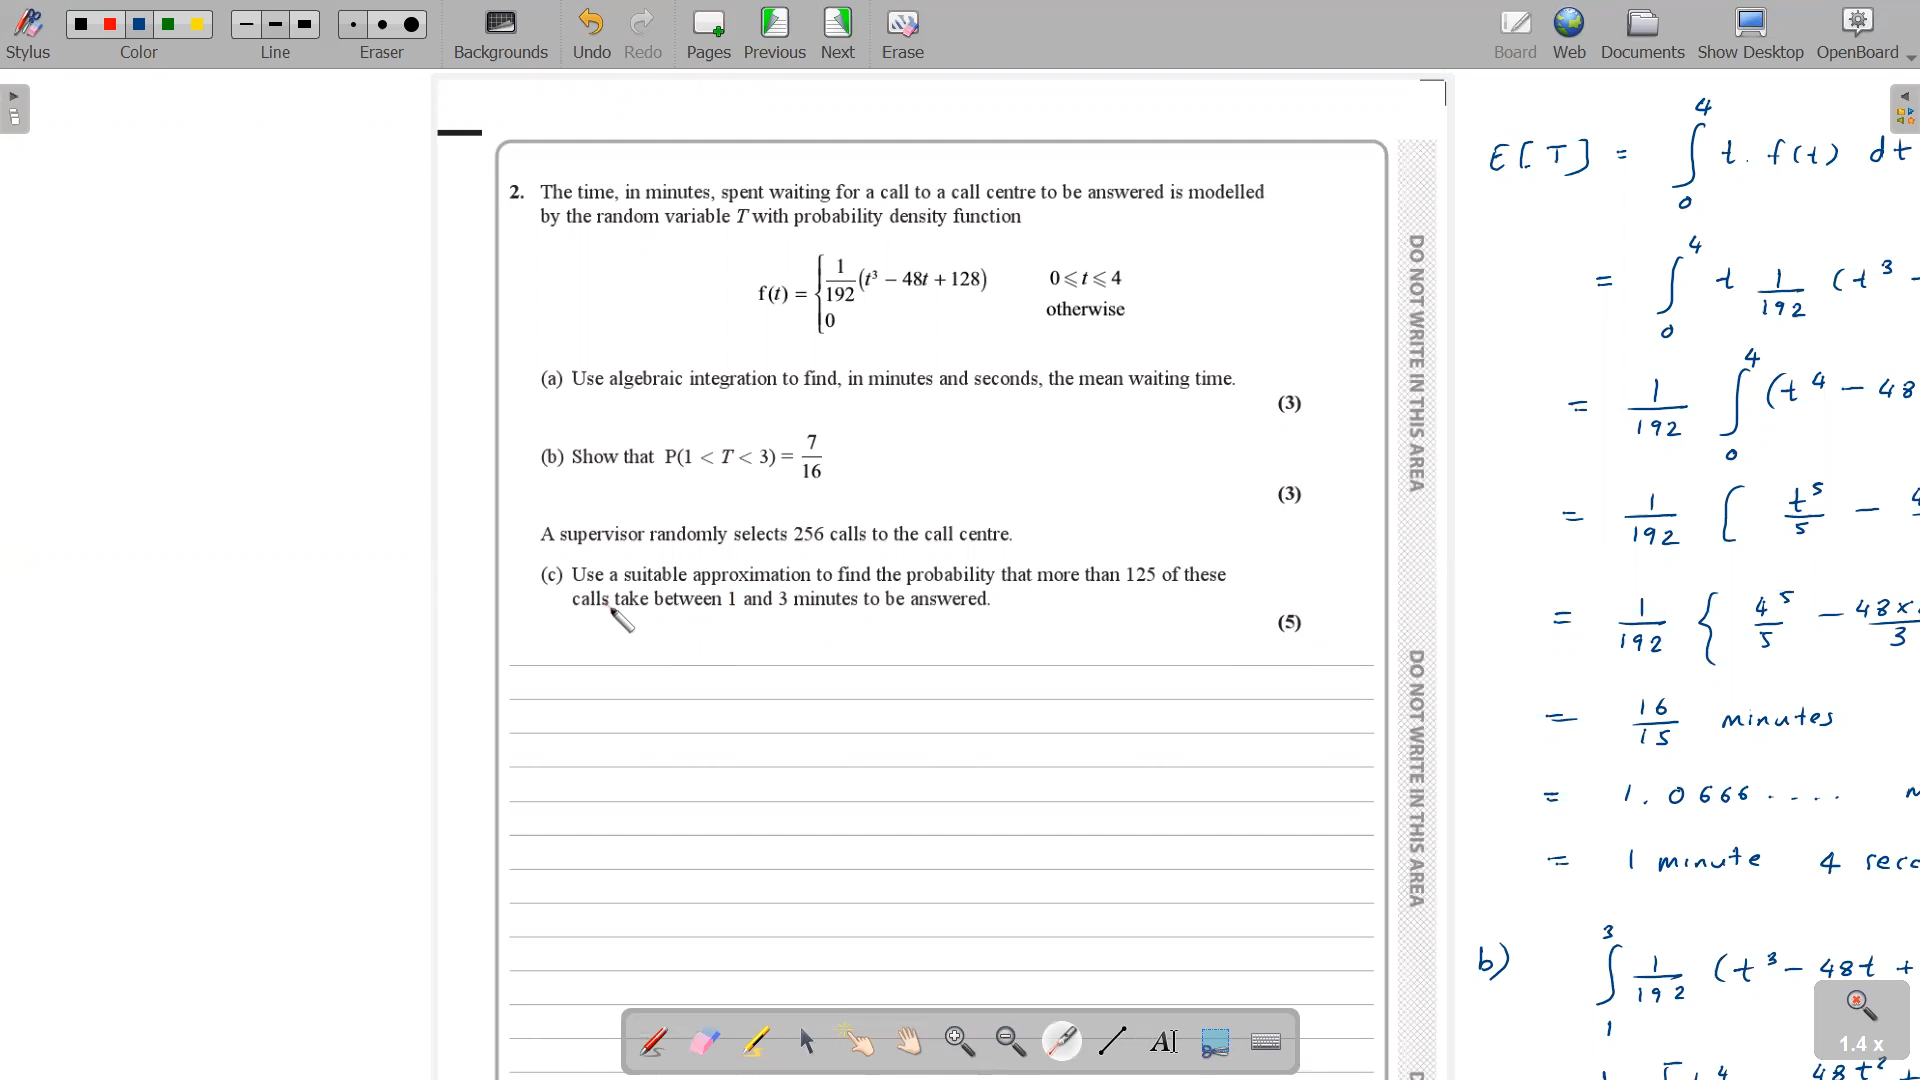 Stylus Color Line Eraser Backgrounds Undo Redo Pages Previous Next Erase Board Web Documents Show Desktop OpenBoard
2. The time, in minutes, spent waiting for a call to a call centre to be answered is modelled
by the random variable T with probability density function
f(t) = { 1/192 (t³ − 48t + 128) 0 ⩽ t ⩽ 4
0 otherwise
(a) Use algebraic integration to find, in minutes and seconds, the mean waiting time.
(3)
(b) Show that P(1 < T < 3) = 7/16
(3)
A supervisor randomly selects 256 calls to the call centre.
(c) Use a suitable approximation to find the probability that more than 125 of these
calls take between 1 and 3 minutes to be answered.
(5)
DO NOT WRITE IN THIS AREA
DO NOT WRITE IN THIS AREA
E[T] = ∫₀⁴ t. f(t) dt
= ∫₀⁴ t 1/192 (t³ −
= 1/192 ∫₀⁴ (t⁴ − 48
= 1/192 [ t⁵/5 −
= 1/192 { 4⁵/5 − 48×
3
= 16/15 minutes
= 1.0666....
= 1 minute 4 seco
b) ∫₁³ 1/192 (t³ − 48t +
48t²
1.4 x